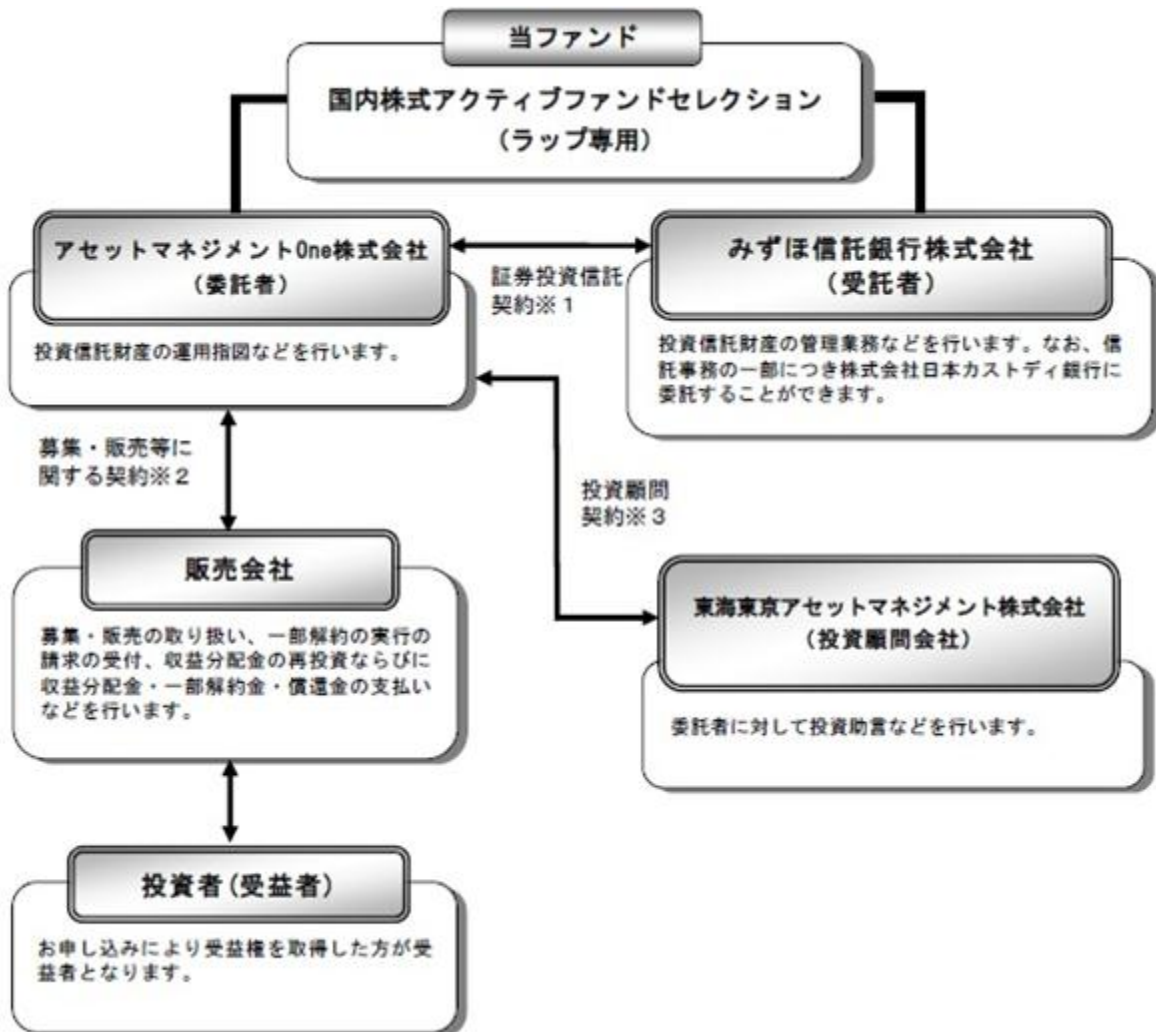 当ファンド
国内株式アクティブファンドセレクション
(ラップ専用)
アセットマネジメントOne株式会社
(委託者)
投資信託財産の運用指図などを行います。
証券投資信託
契約※1
みずほ信託銀行株式会社
(受託者)
投資信託財産の管理業務などを行います。なお、信
託事務の一部につき株式会社日本カストディ銀行に
委託することができます。
募集・販売等に
関する契約※2
投資顧問
契約※3
販売会社
募集・販売の取り扱い、一部解約の実行の
請求の受付、収益分配金の再投資ならびに
収益分配金・一部解約金・償還金の支払い
などを行います。
東海東京アセットマネジメント株式会社
(投資顧問会社)
委託者に対して投資助言などを行います。
投資者(受益者)
お申し込みにより受益権を取得した方が受
益者となります。